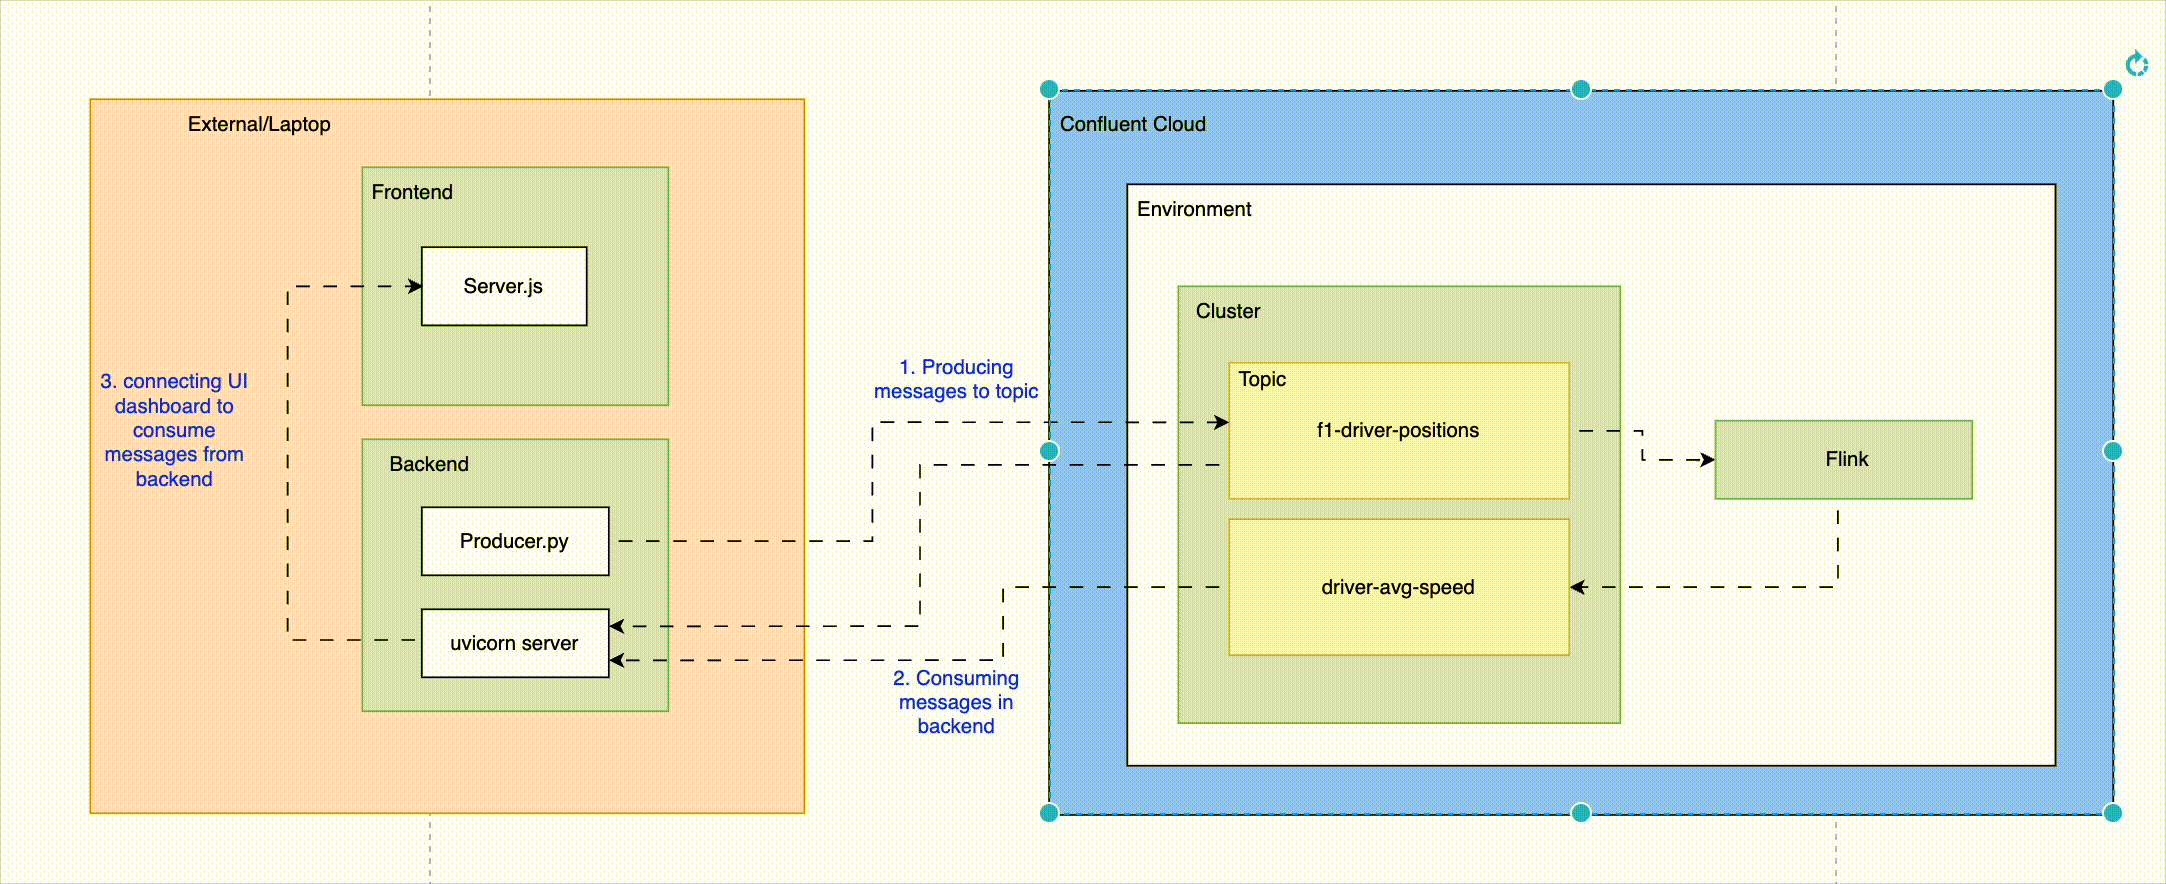 External/Laptop
Frontend
Server.js
3. connecting UI
dashboard to
consume
messages from
backend
Backend
Producer.py
uvicorn server
1. Producing
messages to topic
2. Consuming
messages in
backend
Confluent Cloud
Environment
Cluster
Topic
f1-driver-positions
driver-avg-speed
Flink